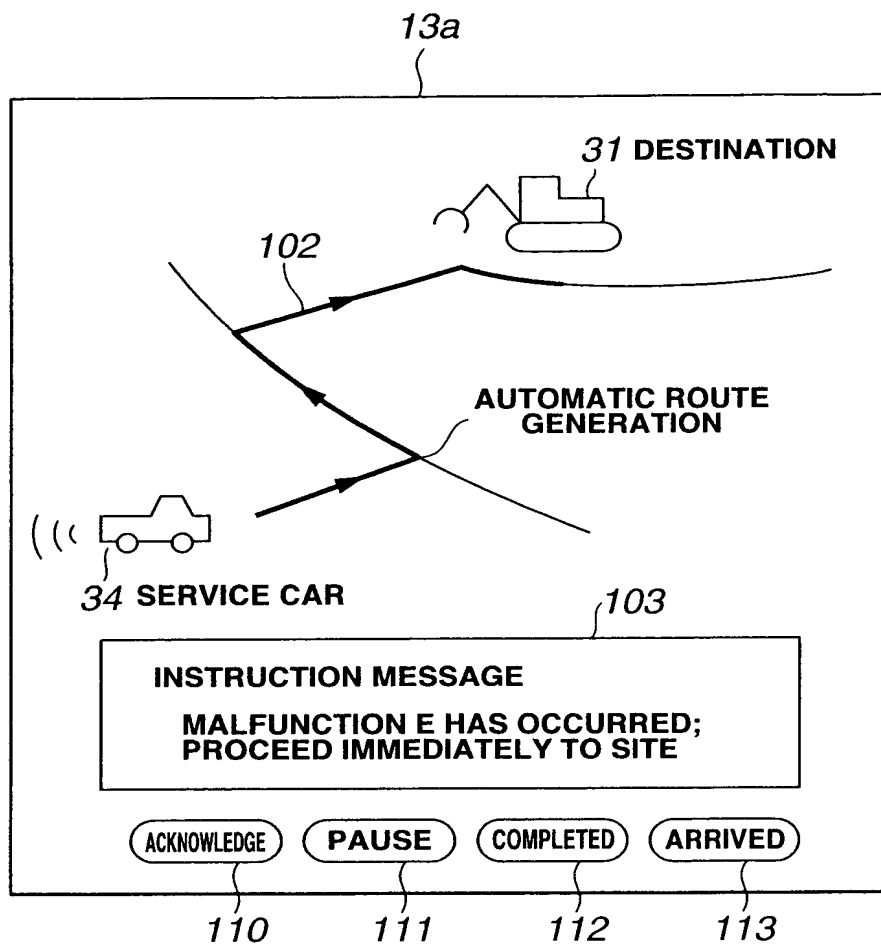 13a
31 DESTINATION
102
AUTOMATIC ROUTE
GENERATION
34 SERVICE CAR
103
INSTRUCTION MESSAGE
MALFUNCTION E HAS OCCURRED;
PROCEED IMMEDIATELY TO SITE
ACKNOWLEDGE PAUSE COMPLETED ARRIVED
110 111 112 113